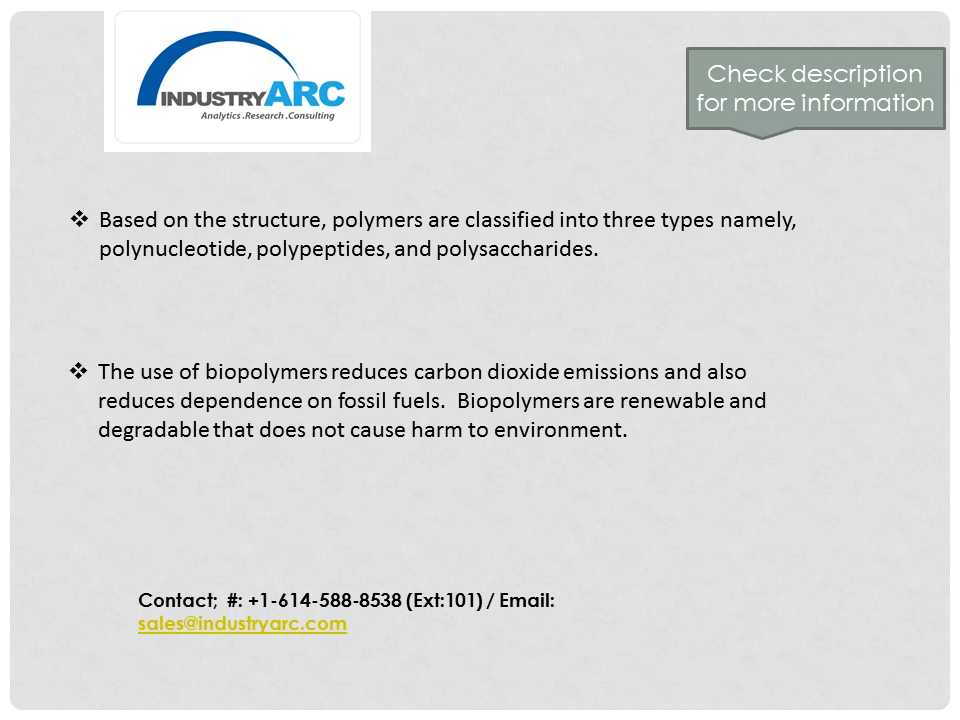 INDUSTRYARC
Analytics .Research .Consulting
Check description
for more information
❖ Based on the structure, polymers are classified into three types namely,
polynucleotide, polypeptides, and polysaccharides.
❖ The use of biopolymers reduces carbon dioxide emissions and also
reduces dependence on fossil fuels.  Biopolymers are renewable and
degradable that does not cause harm to environment.
Contact;  #: +1-614-588-8538 (Ext:101) / Email:
sales@industryarc.com